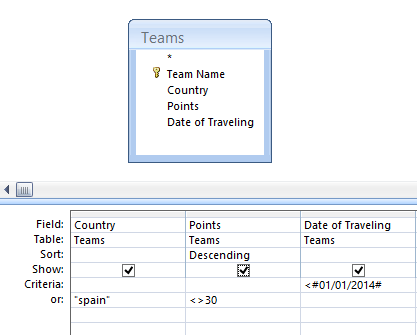 Teams
*
Team Name
Country
Points
Date of Traveling
Field: Country Points Date of Traveling
Table: Teams Teams Teams
Sort: Descending
Show:
Criteria: <#01/01/2014#
or: "spain" <>30